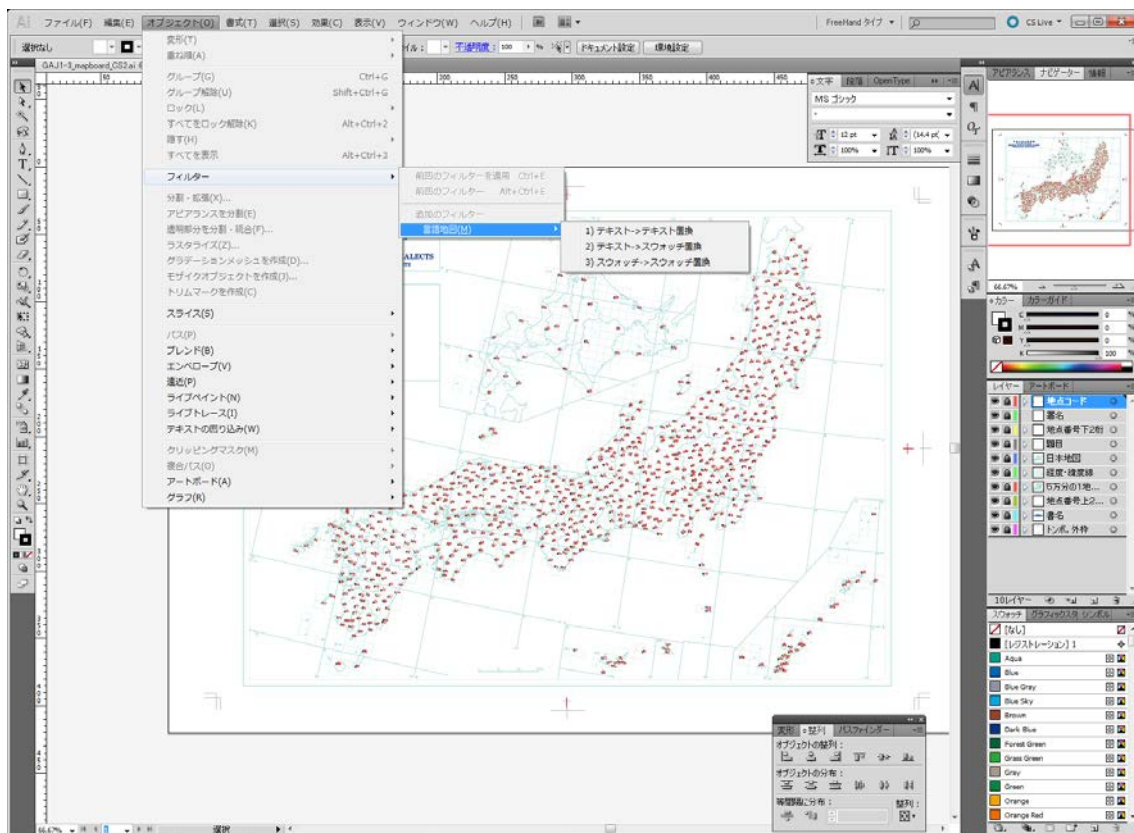 Ai ファイル(F) 編集(E) オブジェクト(O) 書式(T) 選択(S) 効果(C) 表示(V) ウィンドウ(W) ヘルプ(H) FreeHand タイプ CS Live
選択なし 不透明度: 100 % ドキュメント設定 環境設定
GAJ1-3_mapboard_CS2.ai
変形(T)
重ね順(A)
グループ(G) Ctrl+G
グループ解除(U) Shift+Ctrl+G
ロック(L)
すべてをロック解除(K) Alt+Ctrl+2
隠す(H)
すべてを表示 Alt+Ctrl+3
フィルター
分割・拡張(X)...
アピアランスを分割(E)
透明部分を分割・統合(F)...
ラスタライズ(Z)...
グラデーションメッシュを作成(D)...
モザイクオブジェクトを作成(J)...
トリムマークを作成(C)
スライス(S)
パス(P)
ブレンド(B)
エンベロープ(V)
遠近(P)
ライブペイント(N)
ライブトレース(I)
テキストの回り込み(W)
クリッピングマスク(M)
複合パス(O)
アートボード(A)
グラフ(R)
前回のフィルターを適用 Ctrl+E
前回のフィルター Alt+Ctrl+E
追加のフィルター
言語地図(M)
1) テキスト->テキスト置換
2) テキスト->スウォッチ置換
3) スウォッチ->スウォッチ置換
ALECTS
200 250 300 350 400 450
文字 段落 OpenType
MS ゴシック
-
12 pt (14.4 pt)
100% 100%
アピアランス ナビゲーター 情報
66.67%
カラー カラーガイド
C 0 %
M 0 %
Y 0 %
K 100 %
レイヤー アートボード
地点コード
署名
地点番号下2桁
題目
日本地図
経度・緯度線
5万分の1地...
地点番号上2...
書名
トンボ。外枠
10レイヤー
スウォッチ グラフィックスタ シンボル
[なし]
[レジストレーション] 1
Aqua
Blue
Blue Gray
Blue Sky
Brown
Dark Blue
Forest Green
Grass Green
Gray
Green
Orange
Orange Red
変形 整列 パスファインダー
オブジェクトの整列:
オブジェクトの分布:
等間隔に分布: 整列:
66.67% 選択